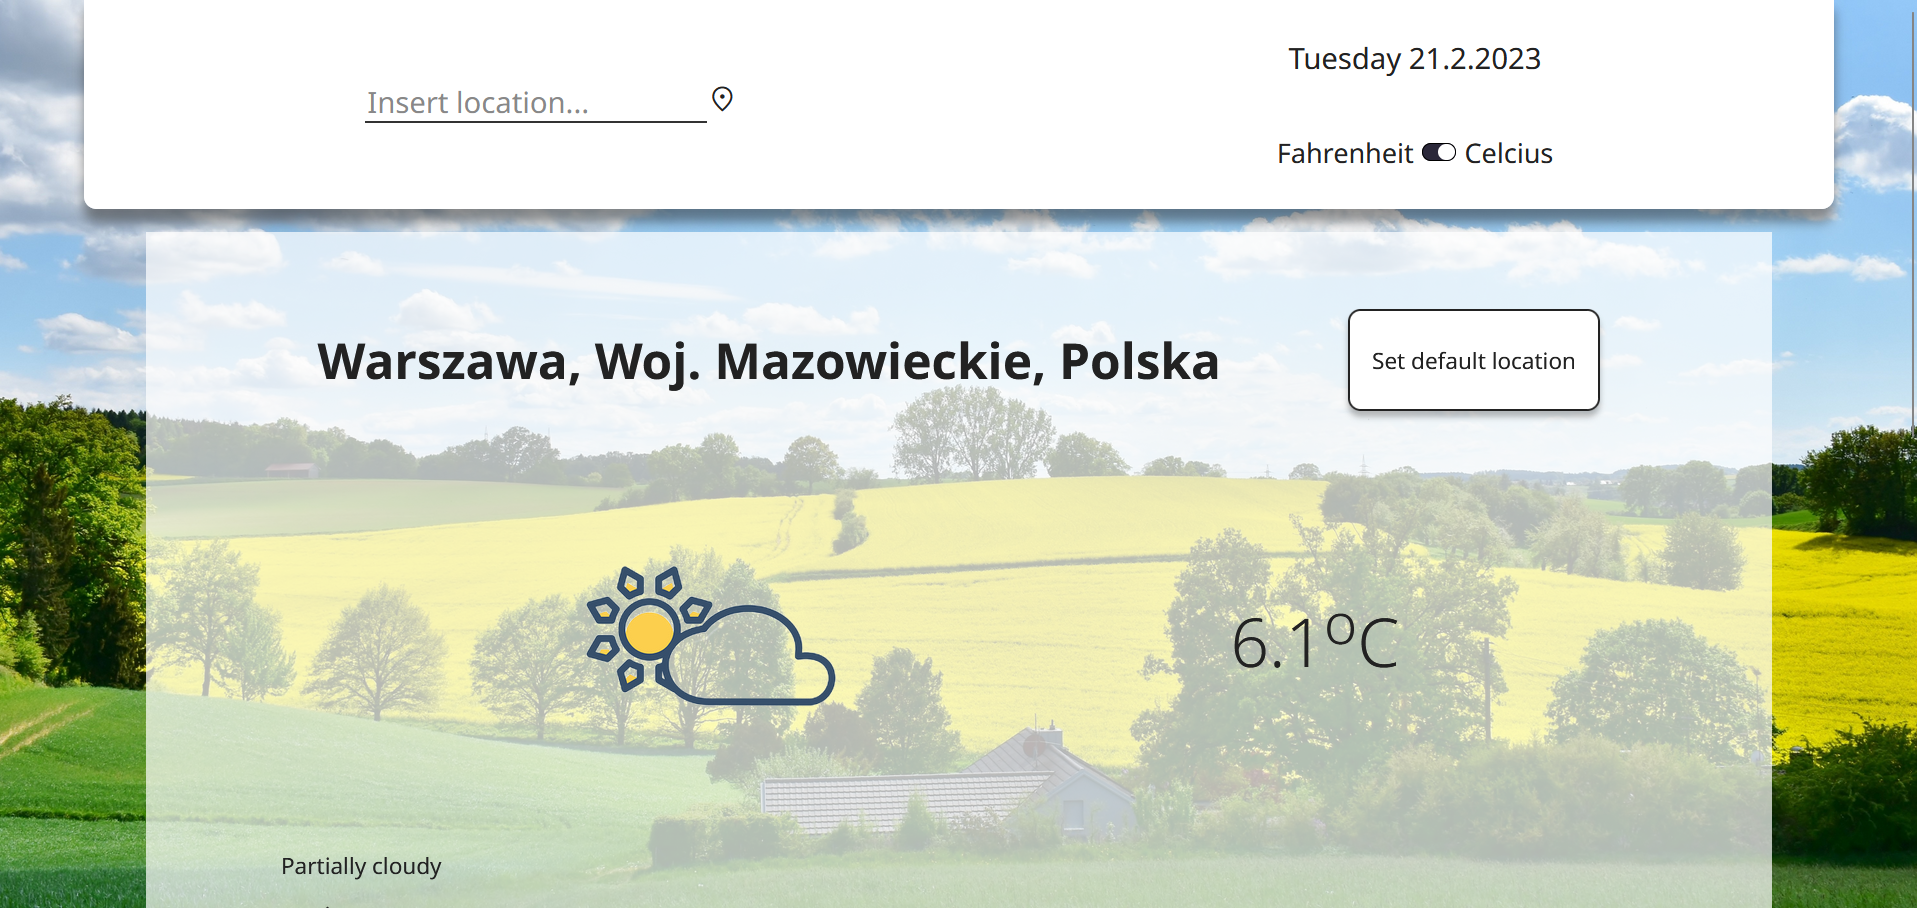 Tuesday 21.2.2023
Insert location...
Fahrenheit Celcius
Warszawa, Woj. Mazowieckie, Polska
Set default location
6.1°C
Partially cloudy